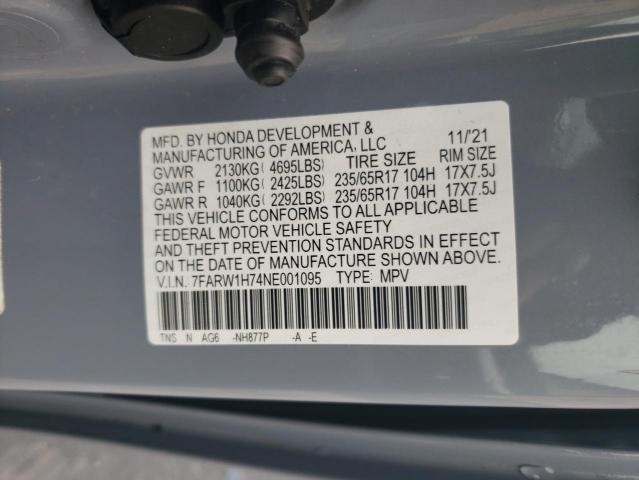 MFD. BY HONDA DEVELOPMENT & 11/'21
MANUFACTURING OF AMERICA, LLC
GVWR 2130KG( 4695LBS) TIRE SIZE RIM SIZE
GAWR F 1100KG( 2425LBS) 235/65R17 104H 17X7.5J
GAWR R 1040KG( 2292LBS) 235/65R17 104H 17X7.5J
THIS VEHICLE CONFORMS TO ALL APPLICABLE
FEDERAL MOTOR VEHICLE SAFETY
AND THEFT PREVENTION STANDARDS IN EFFECT
ON THE DATE OF MANUFACTURE SHOWN ABOVE.
V.I.N. 7FARW1H74NE001095 TYPE: MPV
TNS N AG6 -NH877P -A -E